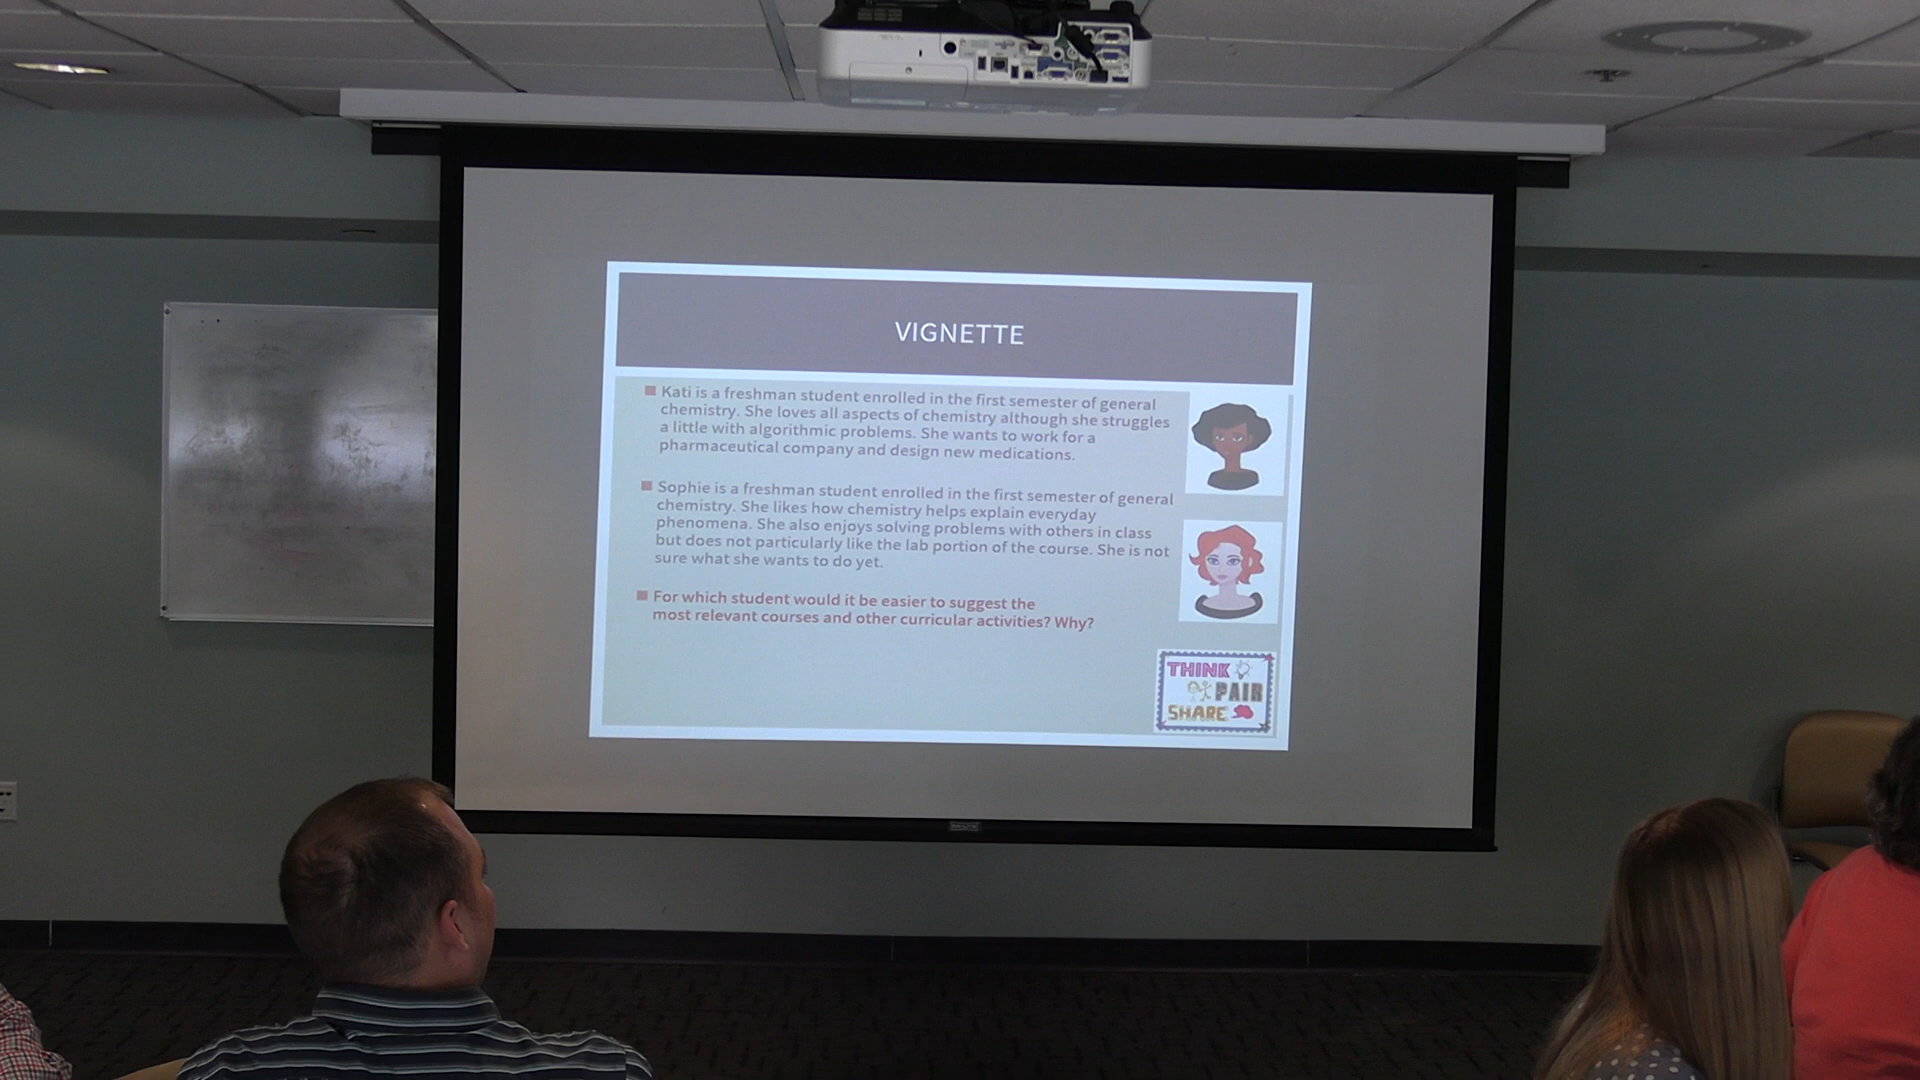 VIGNETTE
Kati is a freshman student enrolled in the first semester of general
chemistry. She loves all aspects of chemistry although she struggles
a little with algorithmic problems. She wants to work for a
pharmaceutical company and design new medications.
Sophie is a freshman student enrolled in the first semester of general
chemistry. She likes how chemistry helps explain everyday
phenomena. She also enjoys solving problems with others in class
but does not particularly like the lab portion of the course. She is not
sure what she wants to do yet.
For which student would it be easier to suggest the
most relevant courses and other curricular activities? Why?
THINK
PAIR
SHARE